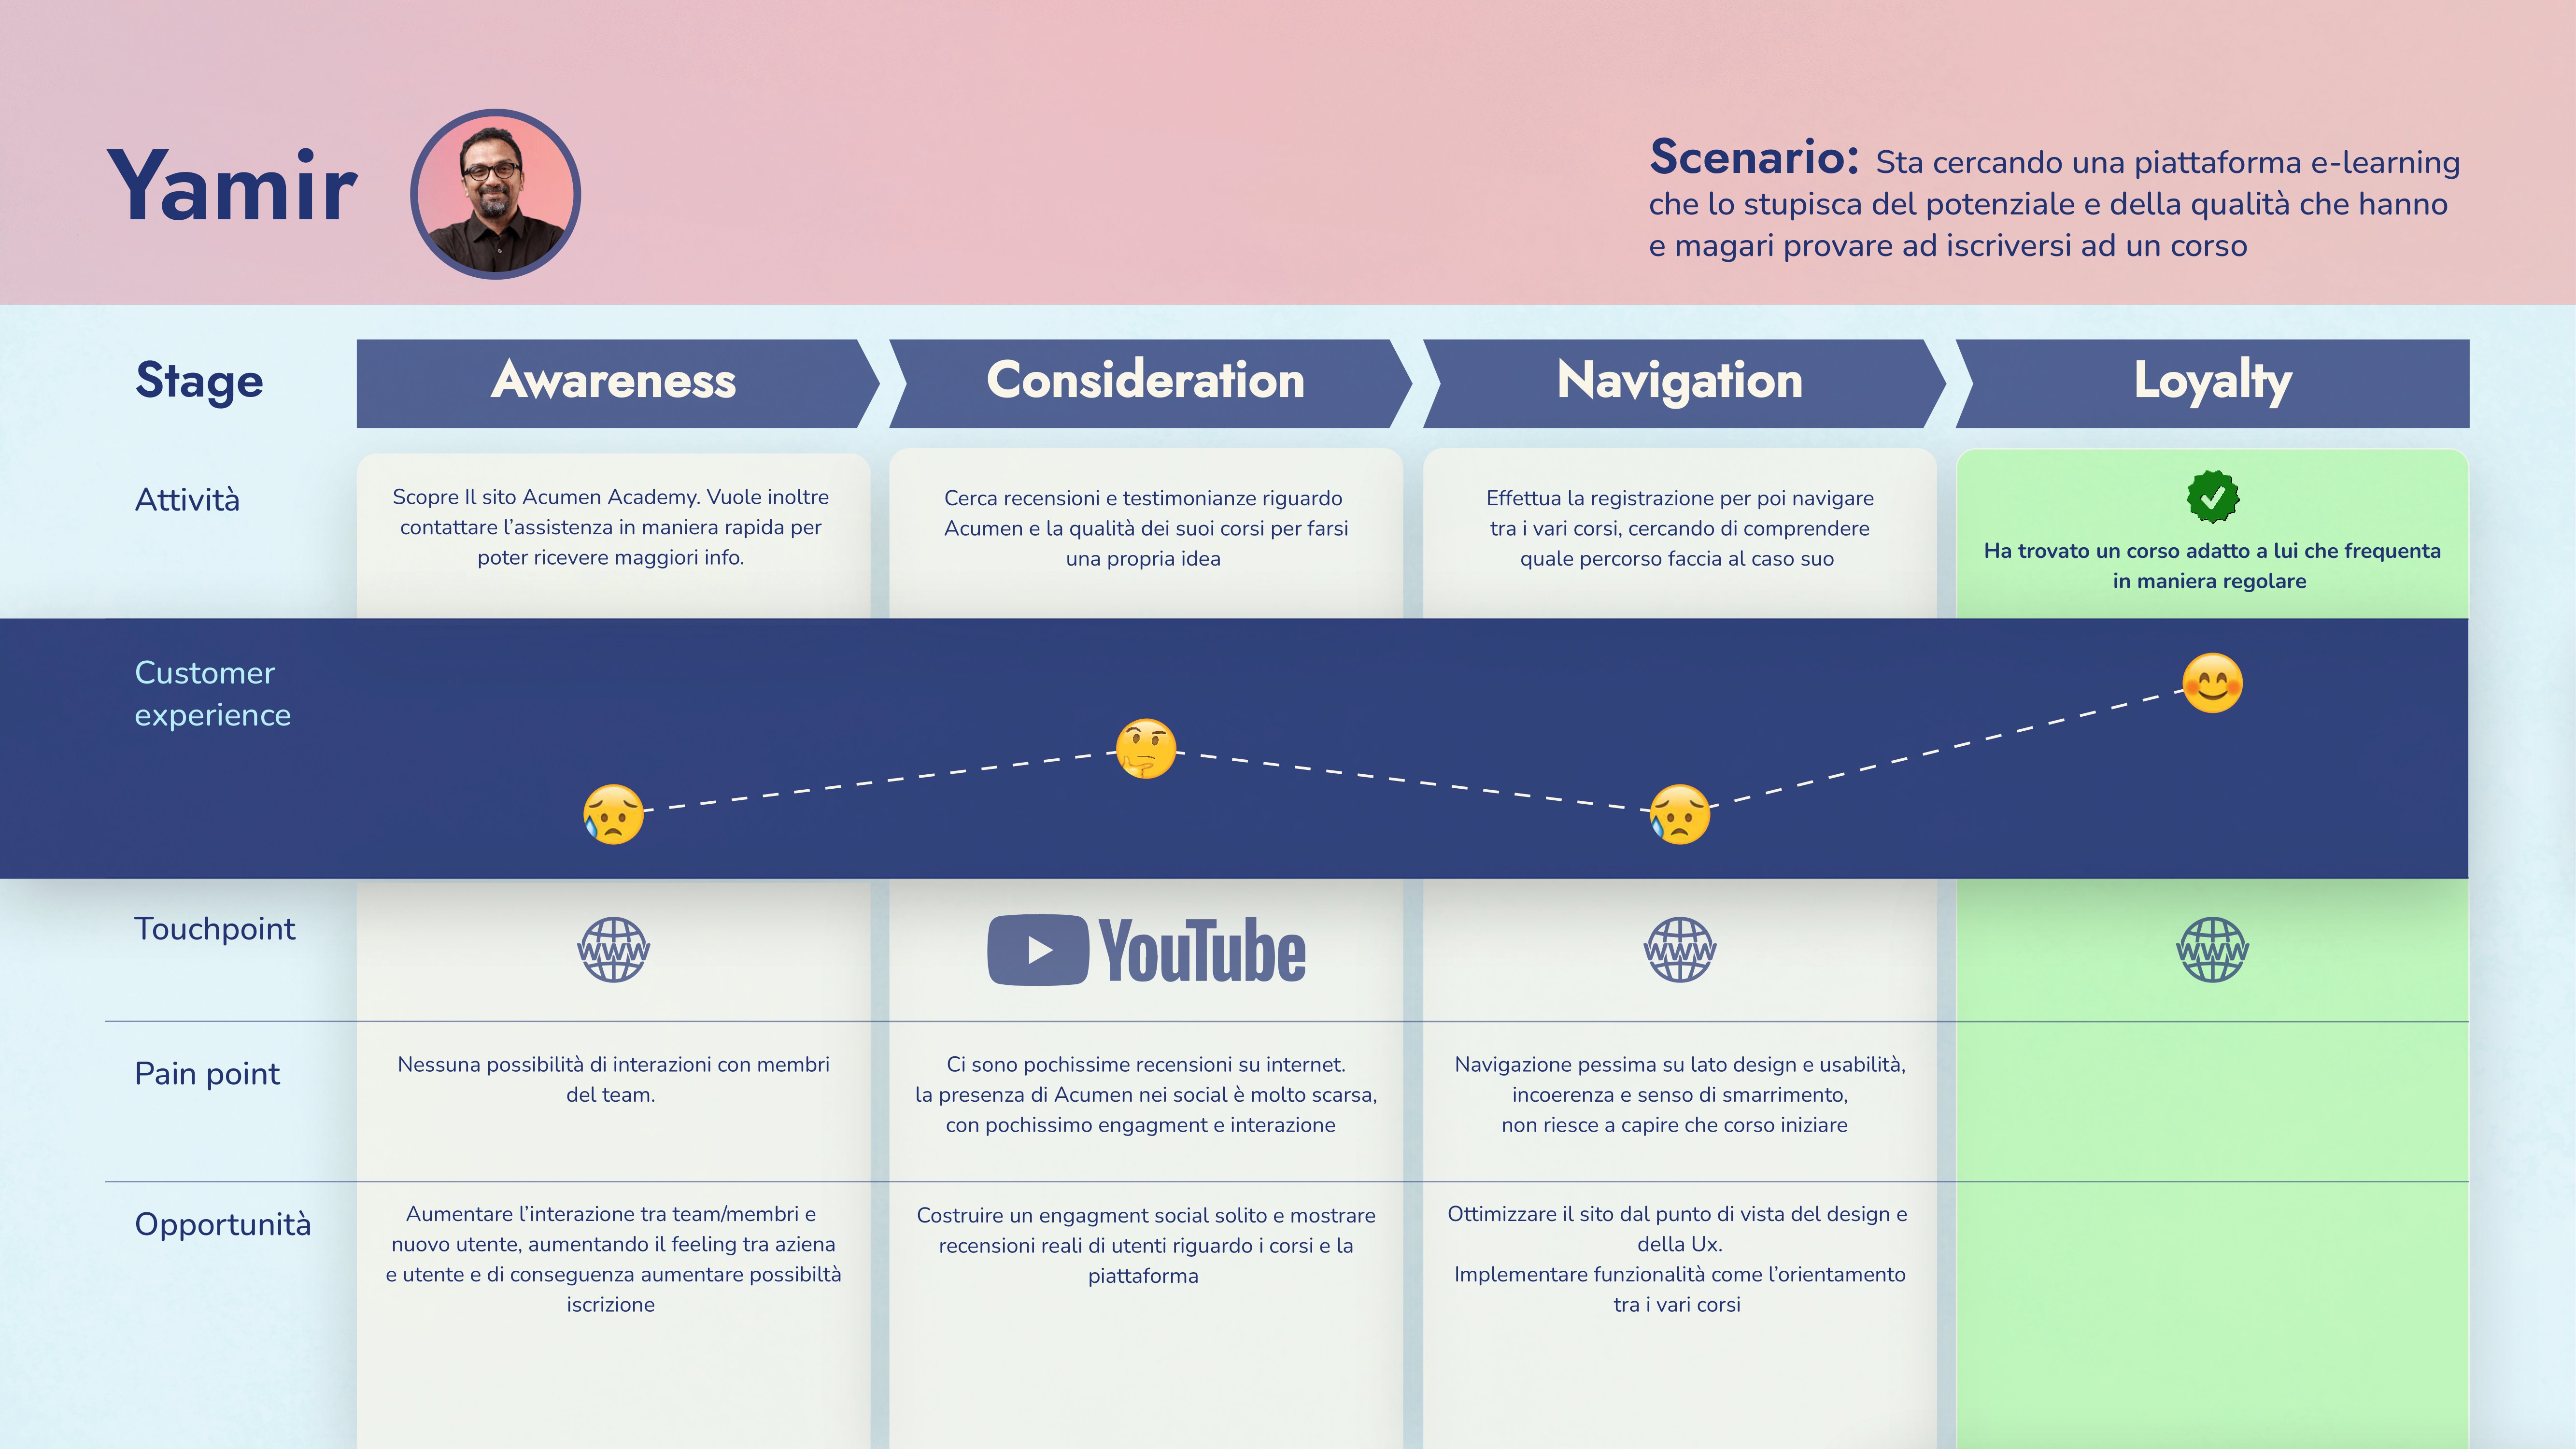 Yamir
Scenario: Sta cercando una piattaforma e-learning
che lo stupisca del potenziale e della qualità che hanno
e magari provare ad iscriversi ad un corso
Stage
Awareness
Consideration
Navigation
Loyalty
Attività
Scopre Il sito Acumen Academy. Vuole inoltre
contattare l’assistenza in maniera rapida per
poter ricevere maggiori info.
Cerca recensioni e testimonianze riguardo
Acumen e la qualità dei suoi corsi per farsi
una propria idea
Effettua la registrazione per poi navigare
tra i vari corsi, cercando di comprendere
quale percorso faccia al caso suo
Ha trovato un corso adatto a lui che frequenta
in maniera regolare
Customer
experience
Touchpoint
WWW
YouTube
WWW
WWW
Pain point
Nessuna possibilità di interazioni con membri
del team.
Ci sono pochissime recensioni su internet.
la presenza di Acumen nei social è molto scarsa,
con pochissimo engagment e interazione
Navigazione pessima su lato design e usabilità,
incoerenza e senso di smarrimento,
non riesce a capire che corso iniziare
Opportunità
Aumentare l’interazione tra team/membri e
nuovo utente, aumentando il feeling tra aziena
e utente e di conseguenza aumentare possibiltà
iscrizione
Costruire un engagment social solito e mostrare
recensioni reali di utenti riguardo i corsi e la
piattaforma
Ottimizzare il sito dal punto di vista del design e
della Ux.
Implementare funzionalità come l’orientamento
tra i vari corsi